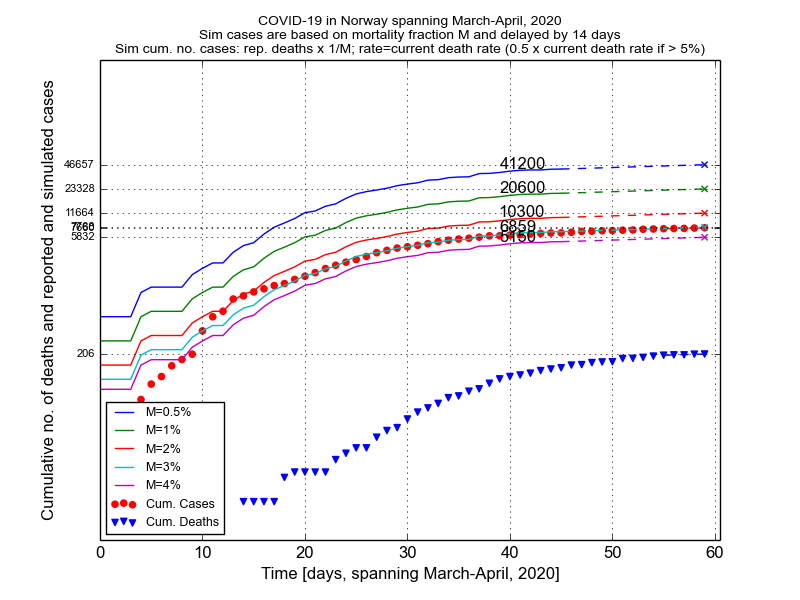 COVID-19 in Norway spanning March-April, 2020
Sim cases are based on mortality fraction M and delayed by 14 days
Sim cum. no. cases: rep. deaths x 1/M; rate=current death rate (0.5 x current death rate if > 5%)
Cumulative no. of deaths and reported and simulated cases
46657
23328
11664
5832
206
41200
20600
10300
6859
M=0.5%
M=1%
M=2%
M=3%
M=4%
Cum. Cases
Cum. Deaths
0 10 20 30 40 50 60
Time [days, spanning March-April, 2020]